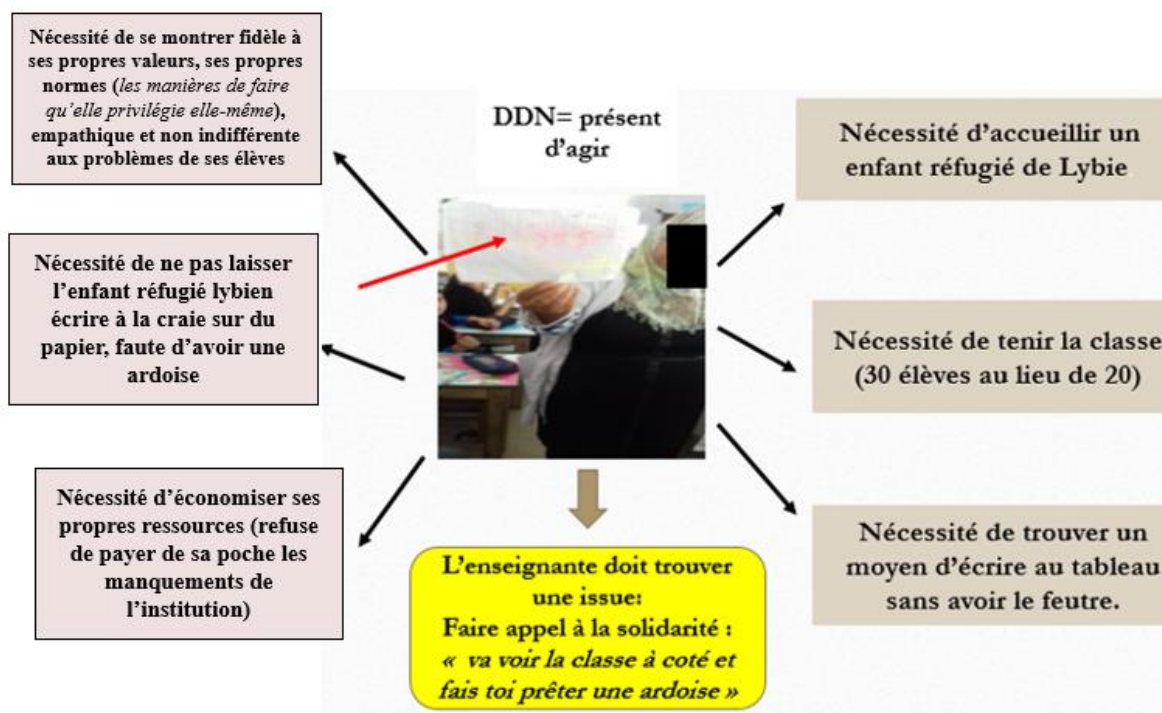 Nécessité de se montrer fidèle à
ses propres valeurs, ses propres
normes (les manières de faire
qu'elle privilégie elle-même),
empathique et non indifférente
aux problèmes de ses élèves
DDN= présent
d'agir
Nécessité d'accueillir un
enfant réfugié de Lybie
Nécessité de ne pas laisser
l'enfant réfugié lybien
écrire à la craie sur du
papier, faute d'avoir une
ardoise
Nécessité de tenir la classe
(30 élèves au lieu de 20)
Nécessité d'économiser ses
propres ressources (refuse
de payer de sa poche les
manquements de
l'institution)
L'enseignante doit trouver
une issue:
Faire appel à la solidarité :
« va voir la classe à coté et
fais toi prêter une ardoise »
Nécessité de trouver un
moyen d'écrire au tableau
sans avoir le feutre.